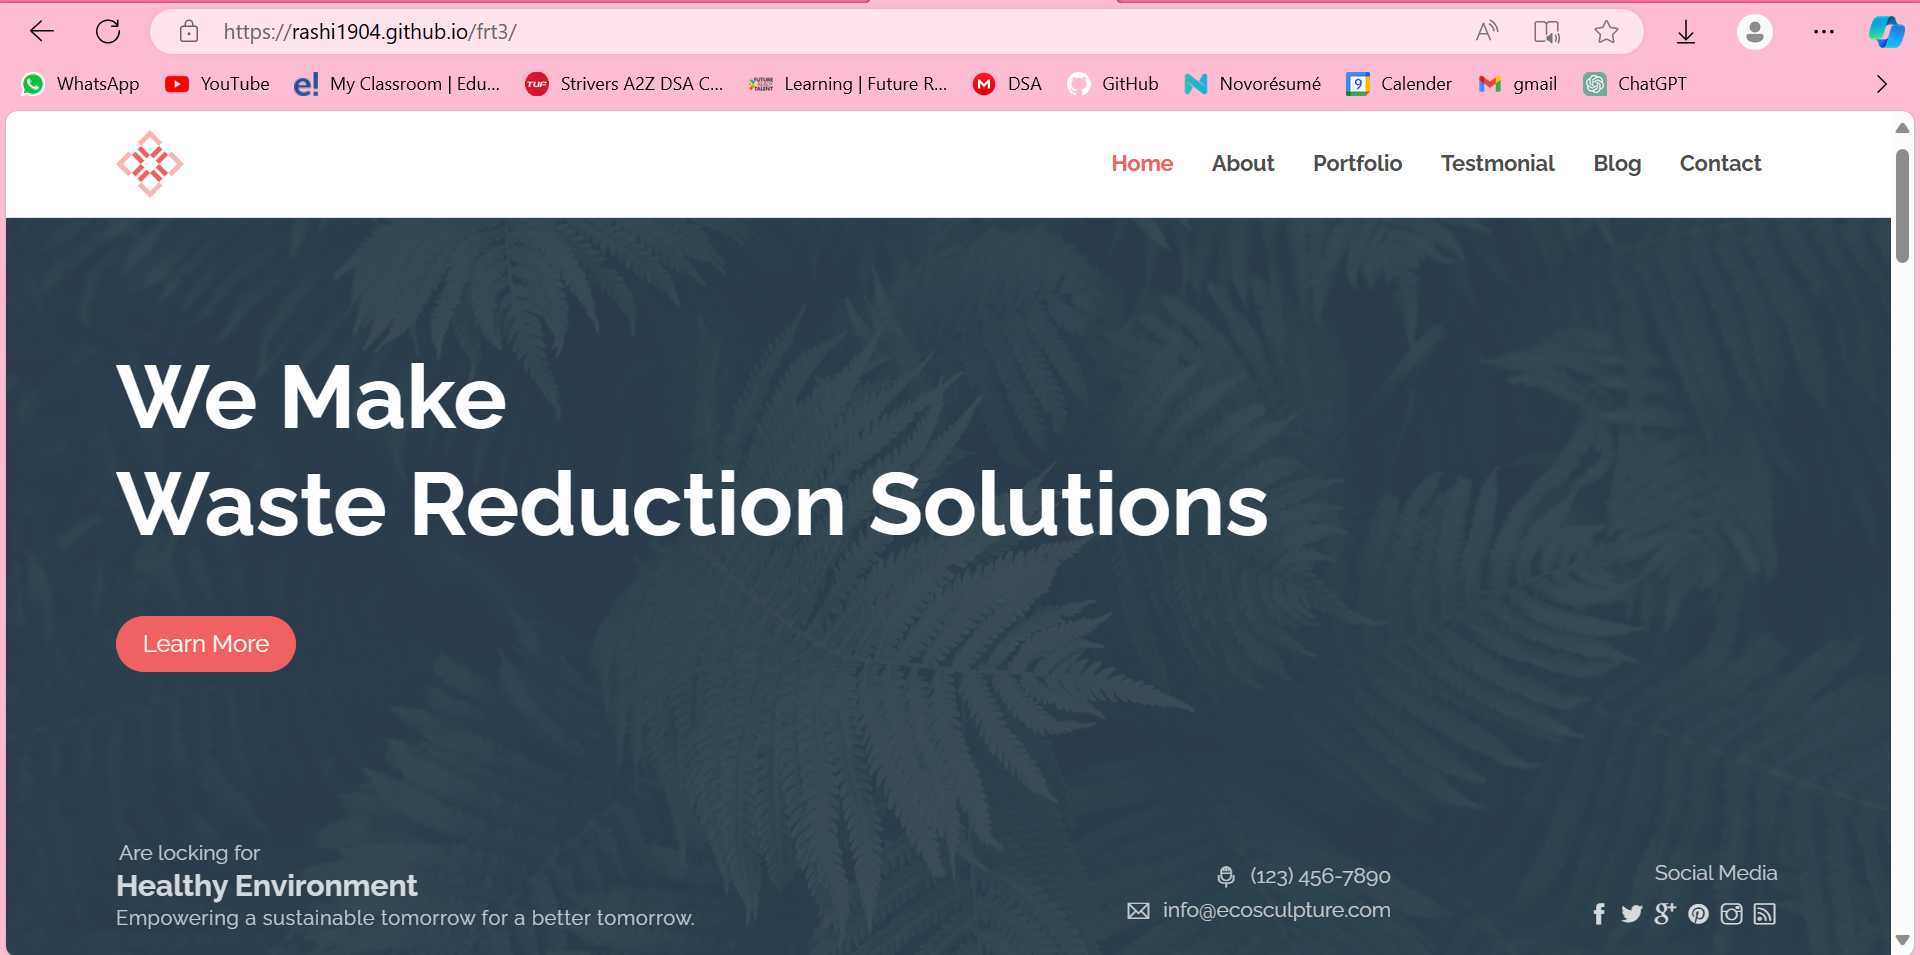 https://rashi1904.github.io/frt3/
WhatsApp YouTube My Classroom | Edu... Strivers A2Z DSA C... Learning | Future R... DSA GitHub Novorésumé Calender gmail ChatGPT
Home About Portfolio Testmonial Blog Contact
We Make
Waste Reduction Solutions
Learn More
Are locking for
Healthy Environment
Empowering a sustainable tomorrow for a better tomorrow.
(123) 456-7890
info@ecosculpture.com
Social Media